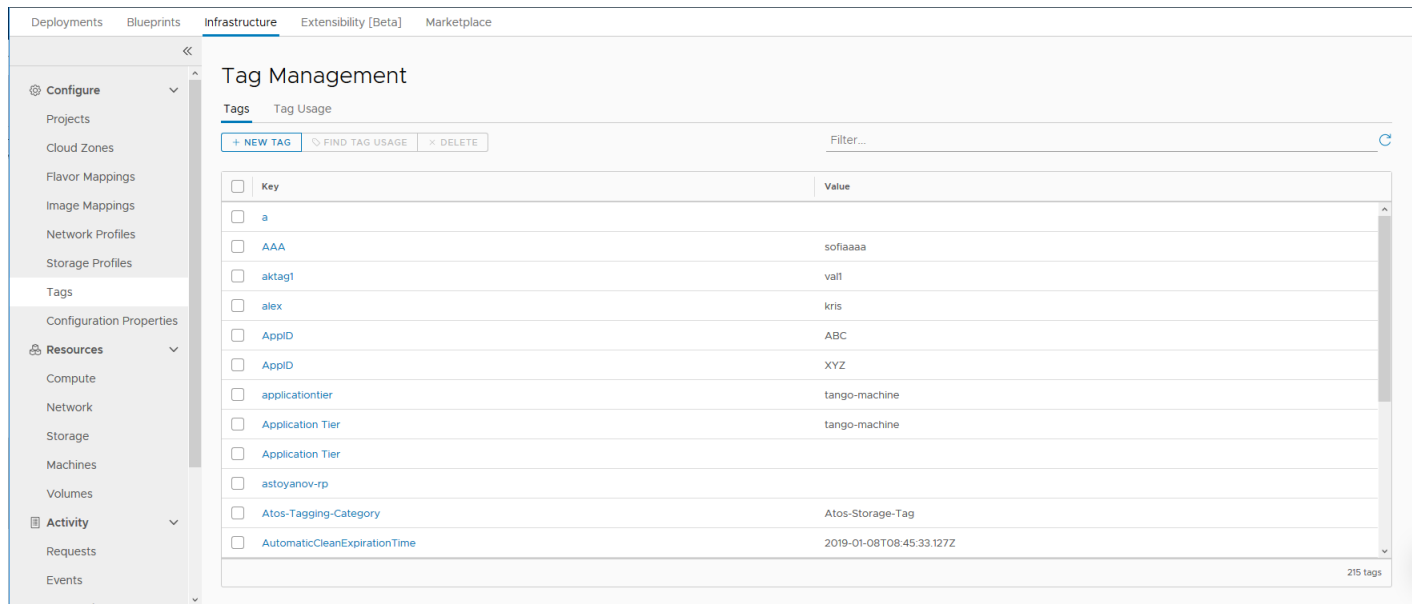 Deployments Blueprints Infrastructure Extensibility [Beta] Marketplace
Configure
Projects
Cloud Zones
Flavor Mappings
Image Mappings
Network Profiles
Storage Profiles
Tags
Configuration Properties
Resources
Compute
Network
Storage
Machines
Volumes
Activity
Requests
Events
Tag Management
Tags Tag Usage
+ NEW TAG FIND TAG USAGE × DELETE Filter...
Key Value
a
AAA sofiaaaa
aktag1 val1
alex kris
AppID ABC
AppID XYZ
applicationtier tango-machine
Application Tier tango-machine
Application Tier
astoyanov-rp
Atos-Tagging-Category Atos-Storage-Tag
AutomaticCleanExpirationTime 2019-01-08T08:45:33.127Z
215 tags